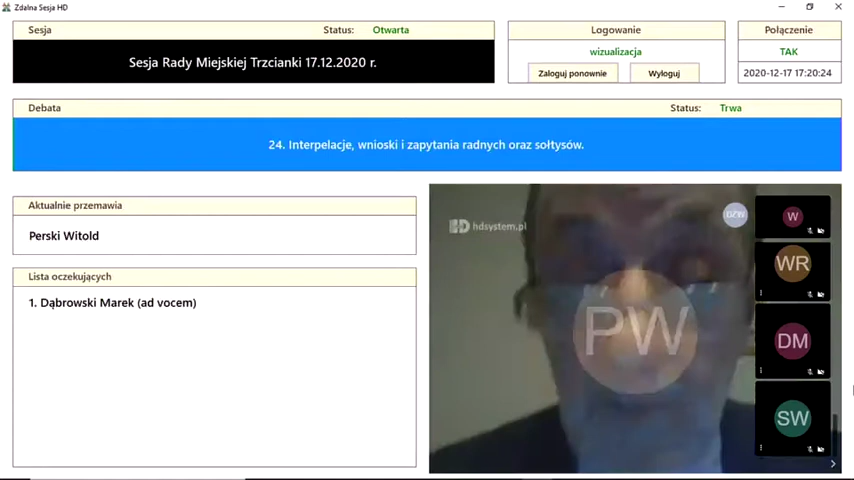 Zdalna Sesja HD
Sesja
Status: Otwarta
Sesja Rady Miejskiej Trzcianki 17.12.2020 r.
Logowanie
wizualizacja
Zaloguj ponownie
Wyloguj
Połączenie
TAK
2020-12-17 17:20:24
Debata
Status: Trwa
24. Interpelacje, wnioski i zapytania radnych oraz sołtysów.
Aktualnie przemawia
Perski Witold
Lista oczekujących
1. Dąbrowski Marek (ad vocem)
HD hdsystem.pl
PW
W
WR
DM
SW